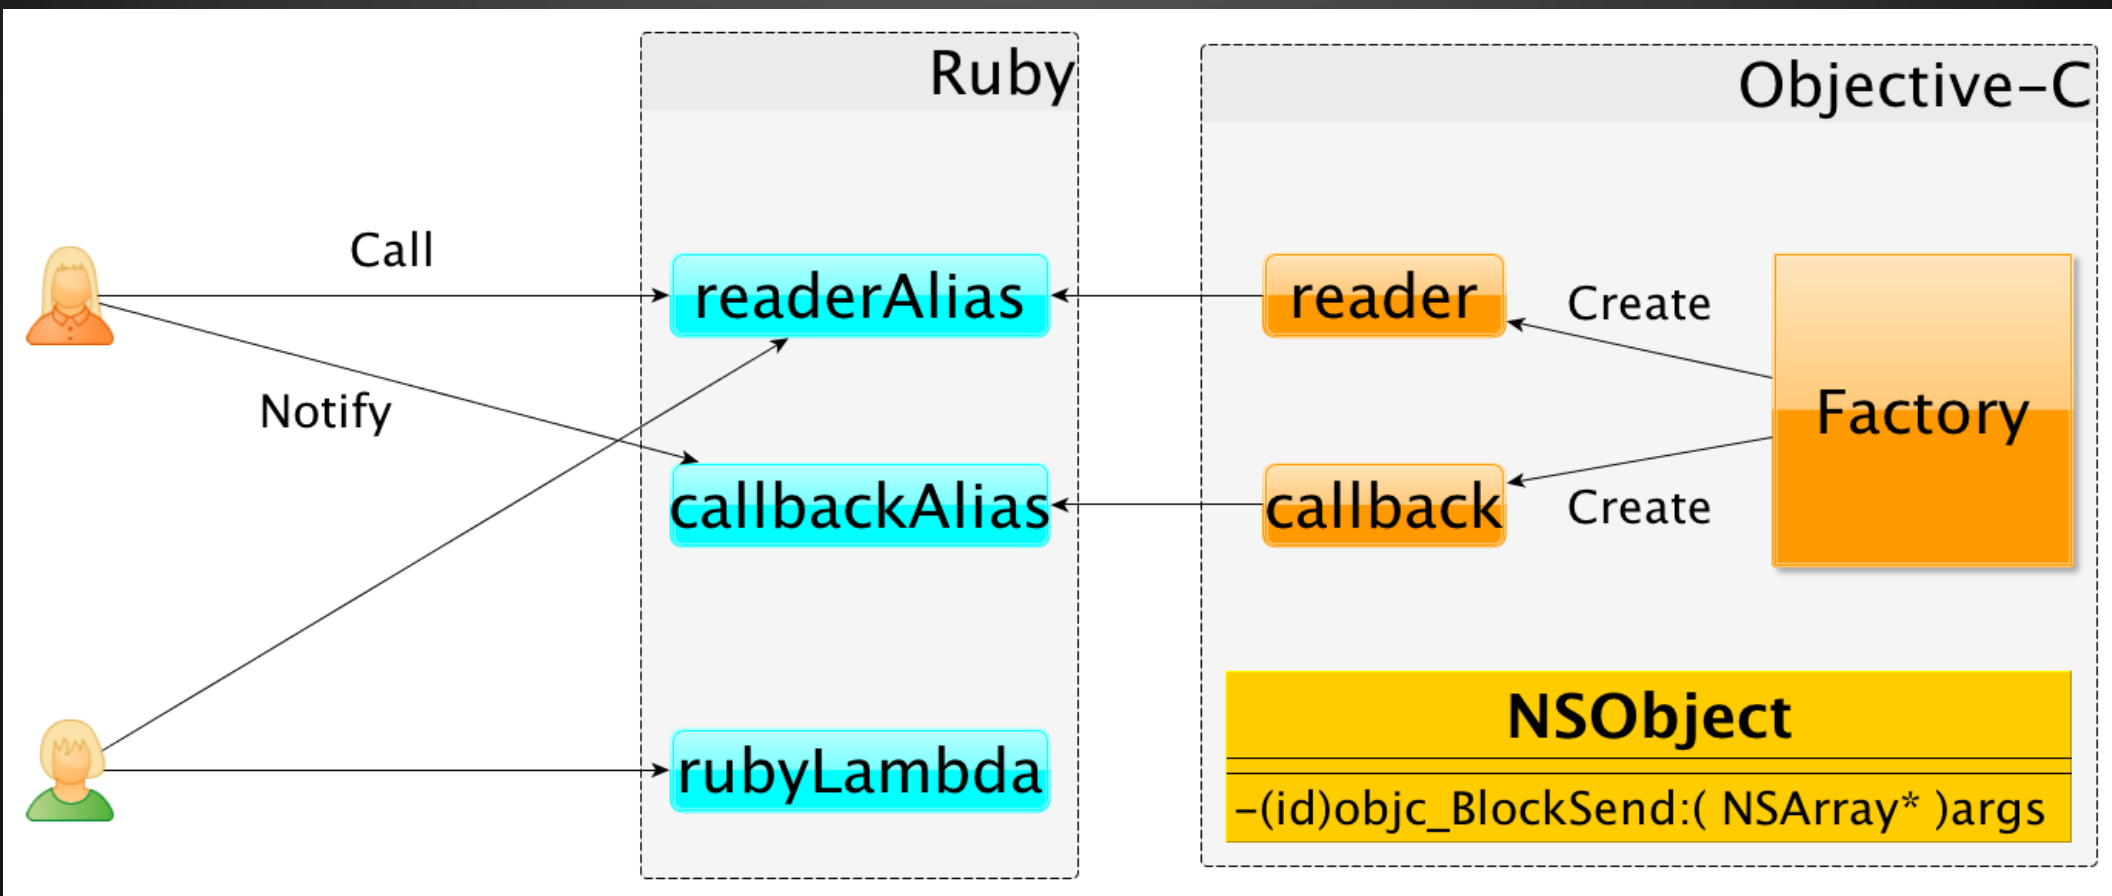 Ruby
Objective-C
Call
readerAlias
reader
Create
Notify
Factory
callbackAlias
callback
Create
rubyLambda
NSObject
-(id)objc_BlockSend:( NSArray* )args